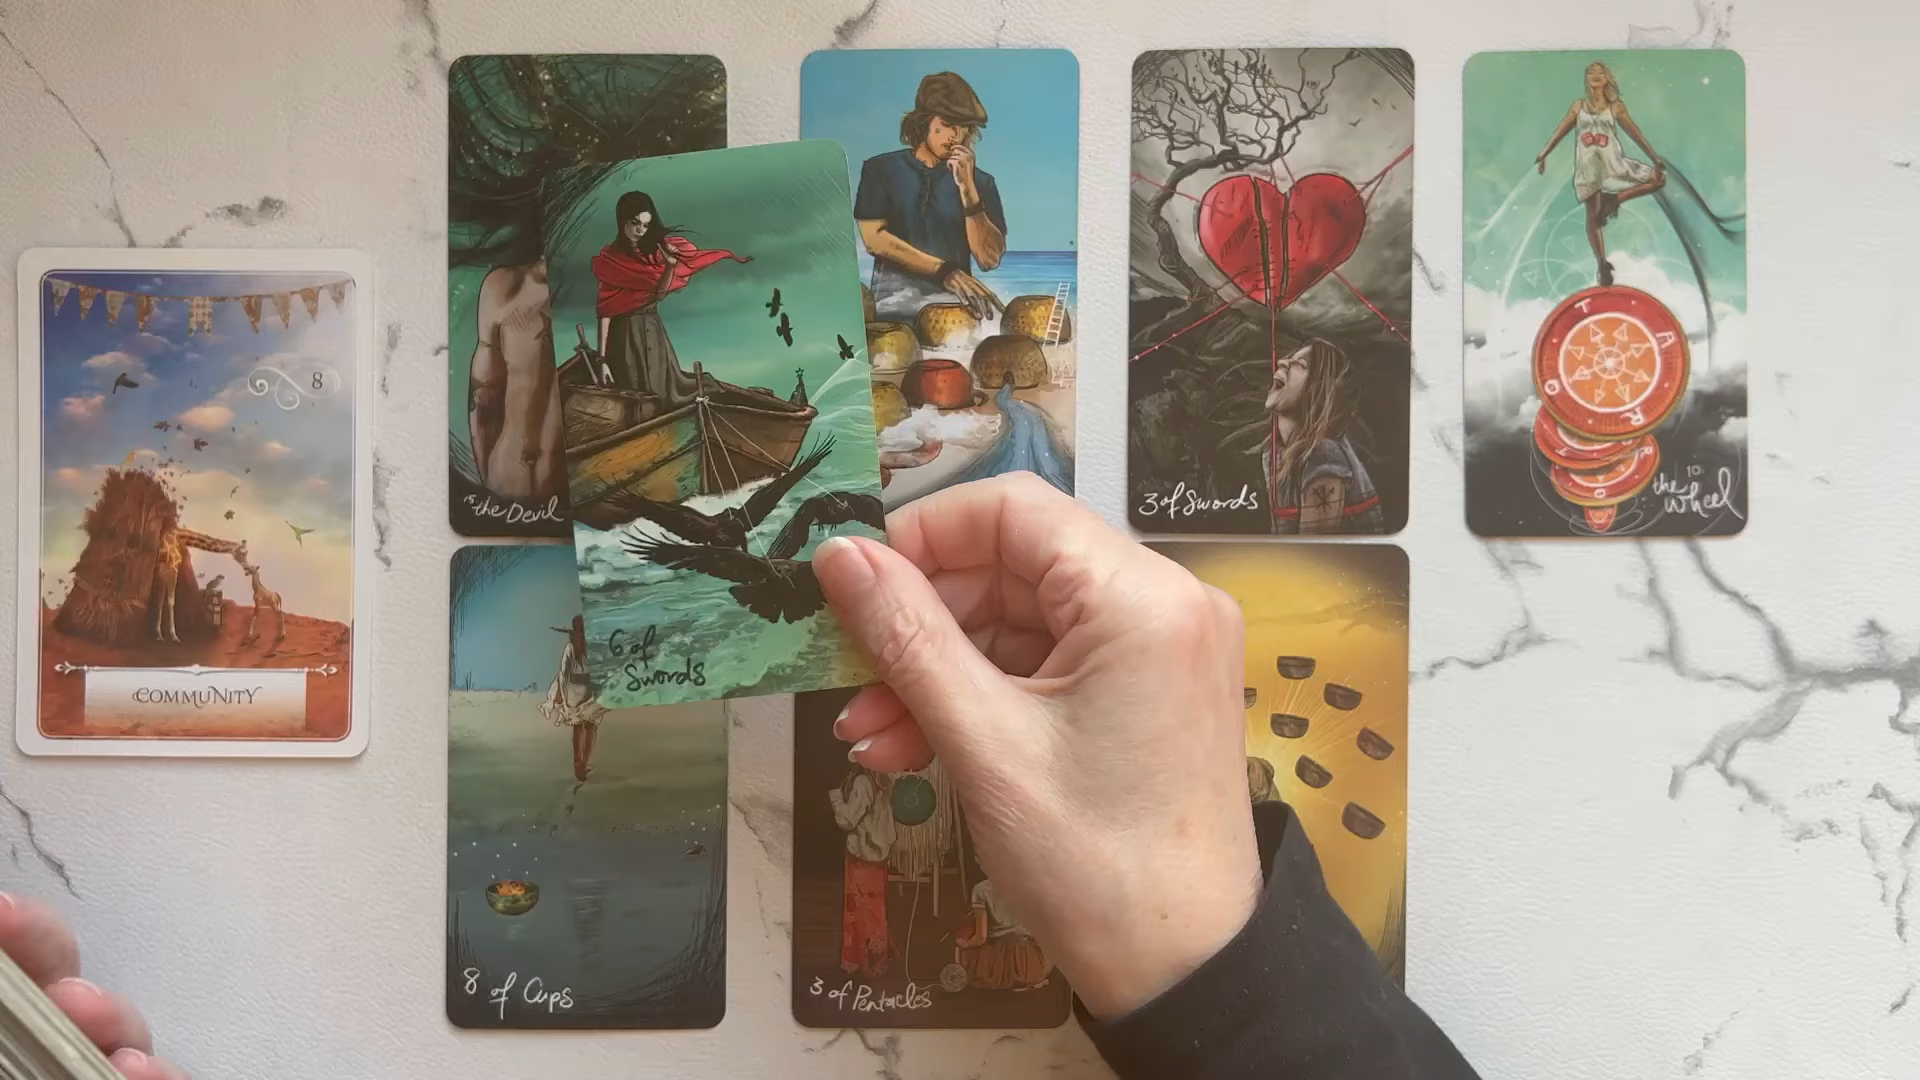 15 the Devil
3 of Swords
10
the
wheel
T
A
R
O
8
COMMUNITY
6 of
Swords
8 of Cups
3 of Pentacles